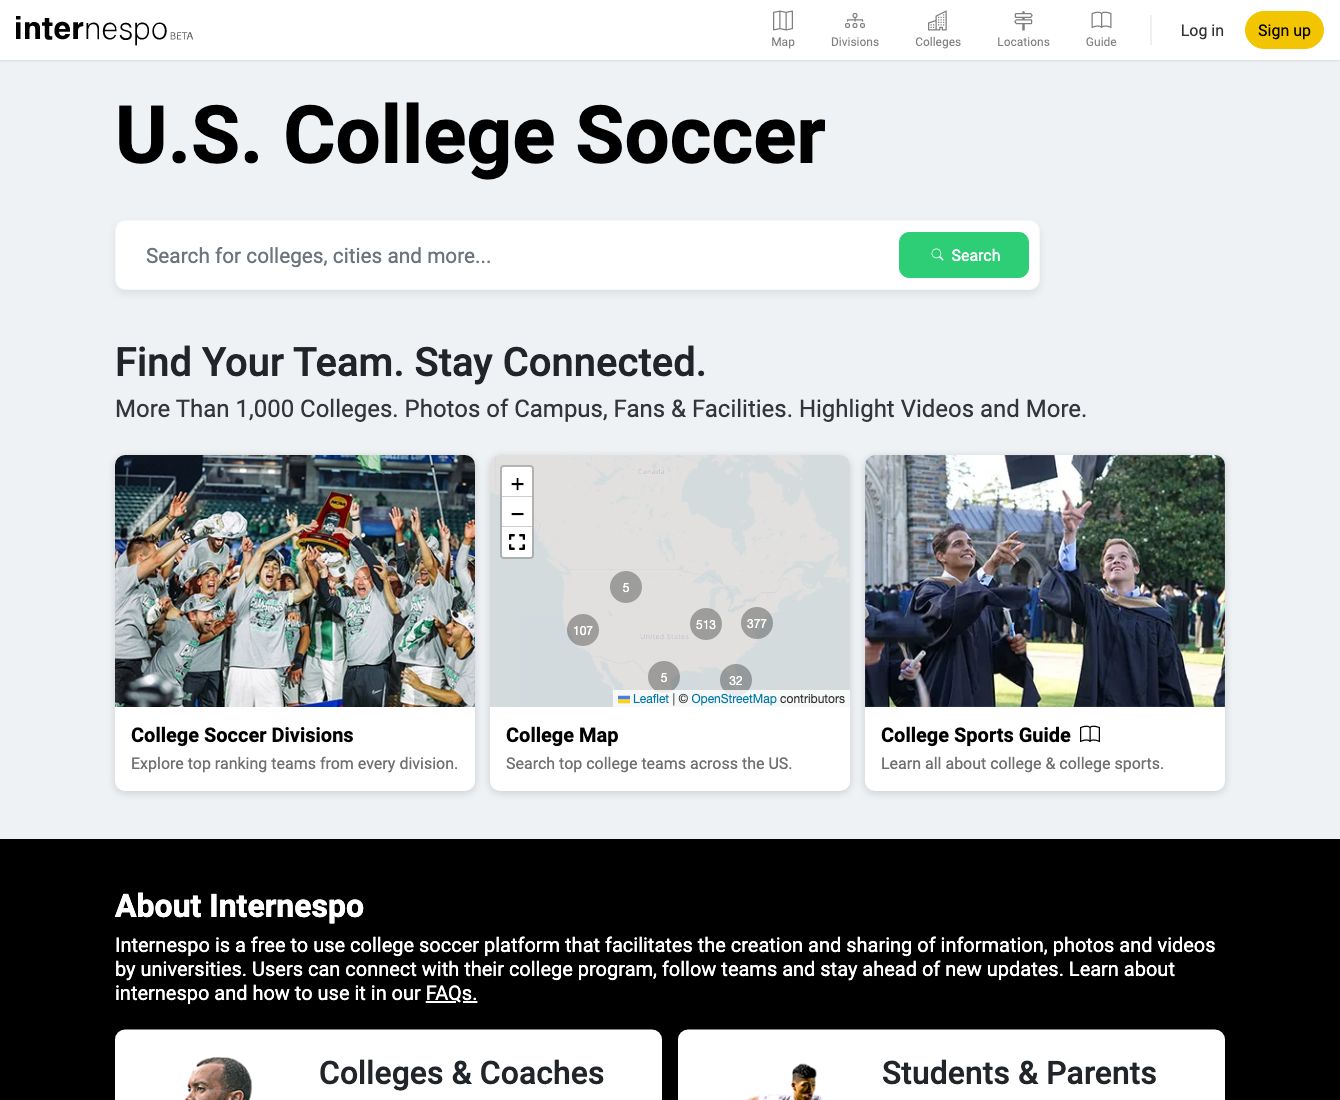 internespo BETA
Map
Divisions
Colleges
Locations
Guide
Log in
Sign up
U.S. College Soccer
Search for colleges, cities and more...
Search
Find Your Team. Stay Connected.
More Than 1,000 Colleges. Photos of Campus, Fans & Facilities. Highlight Videos and More.
+
−
Canada
5
107
513
377
United States
5
32
Leaflet | © OpenStreetMap contributors
College Soccer Divisions
Explore top ranking teams from every division.
College Map
Search top college teams across the US.
College Sports Guide
Learn all about college & college sports.
About Internespo
Internespo is a free to use college soccer platform that facilitates the creation and sharing of information, photos and videos
by universities. Users can connect with their college program, follow teams and stay ahead of new updates. Learn about
internespo and how to use it in our FAQs.
Colleges & Coaches
Students & Parents